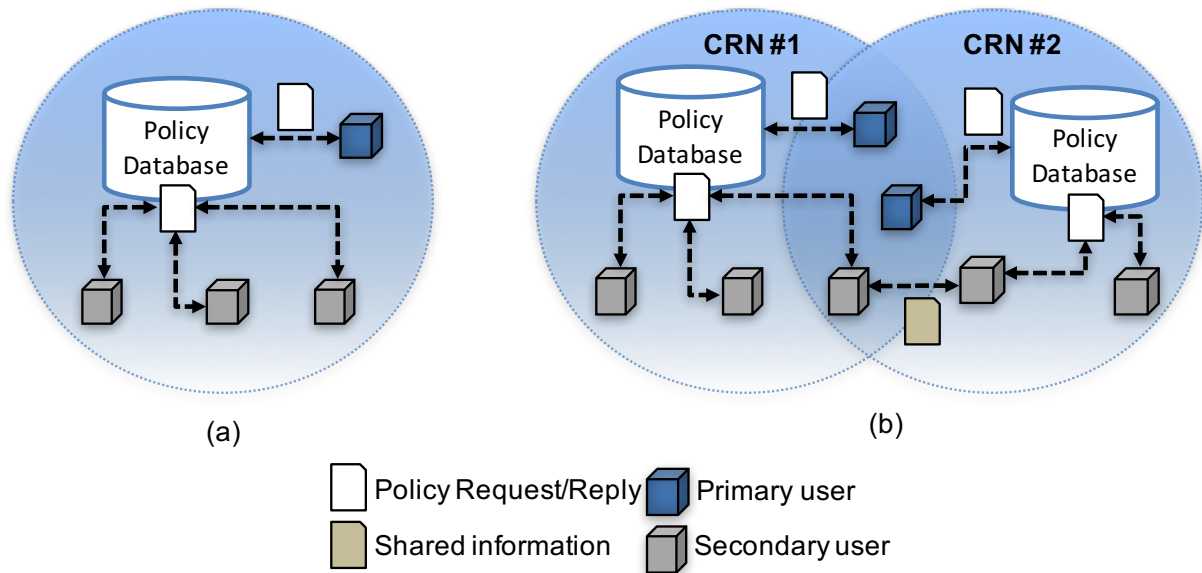 CRN #1
CRN #2
Policy
Database
Policy
Database
Policy
Database
(a)
(b)
Policy Request/Reply
Primary user
Shared information
Secondary user